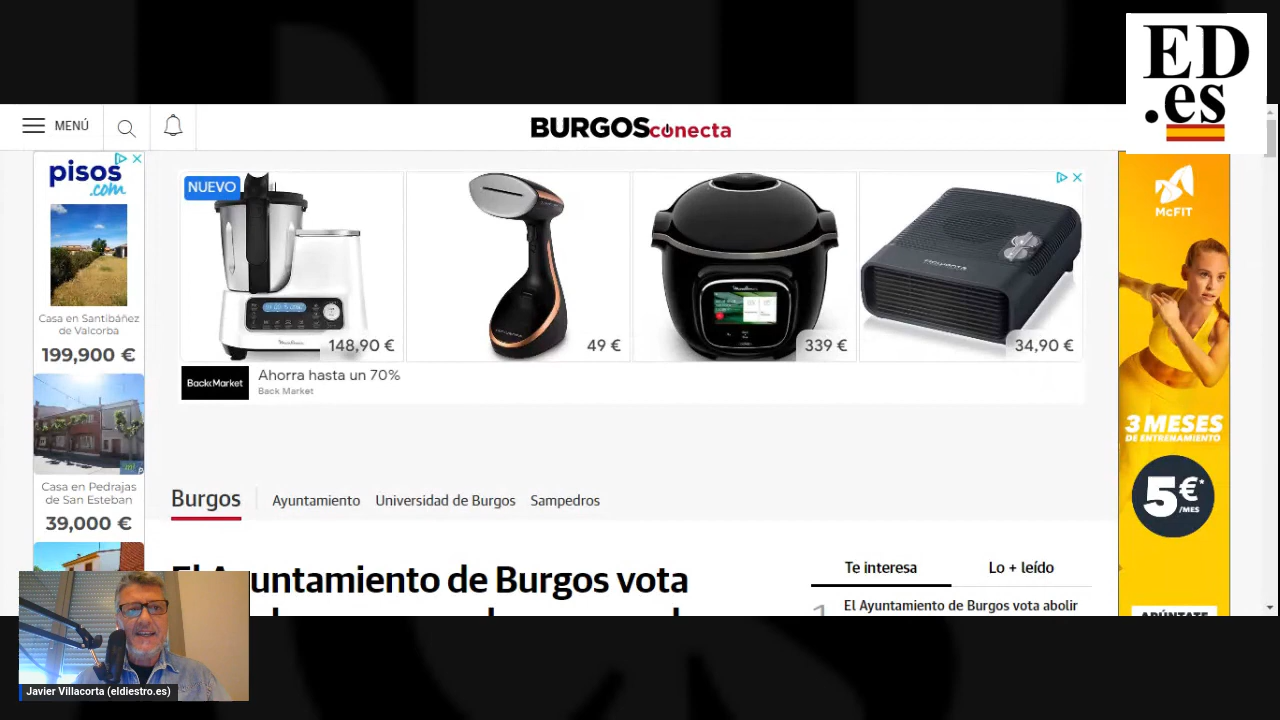 ED
.es
MENÚ
BURGOSconecta
pisos
.com
Casa en Santibáñez
de Valcorba
199,900 €
Casa en Pedrajas
de San Esteban
39,000 €
NUEVO
148,90 €
49 €
339 €
34,90 €
BackMarket
Ahorra hasta un 70%
Back Market
McFIT
3 MESES
DE ENTRENAMIENTO
5€*
/MES
Burgos
Ayuntamiento
Universidad de Burgos
Sampedros
El Ayuntamiento de Burgos vota
Te interesa
Lo + leído
1
El Ayuntamiento de Burgos vota abolir
Javier Villacorta (eldiestro.es)